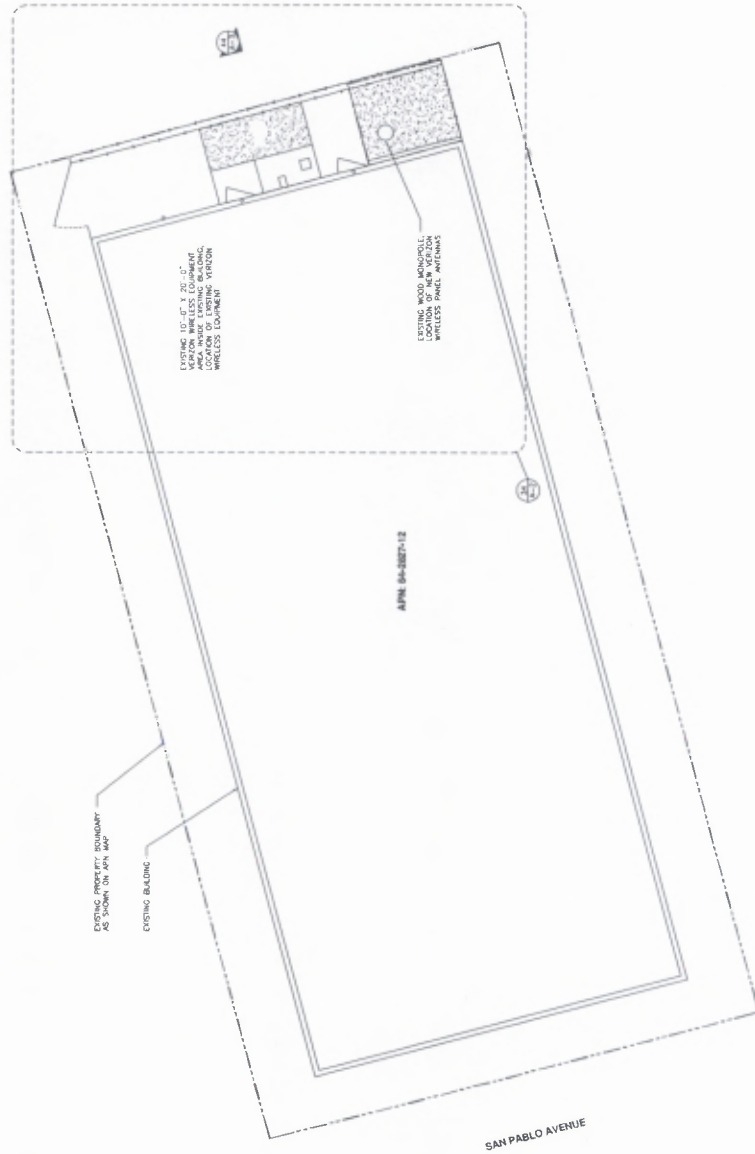 EXISTING PROPERTY BOUNDARY
AS SHOWN ON APN MAP
EXISTING BUILDING
EXISTING 10'-0" X 20'-0"
VERIZON WIRELESS EQUIPMENT
AREA INSIDE EXISTING BUILDING,
LOCATION OF EXISTING VERIZON
WIRELESS EQUIPMENT
EXISTING WOOD MONOPOLE,
LOCATION OF NEW VERIZON
WIRELESS PANEL ANTENNAS
SAN PABLO AVENUE